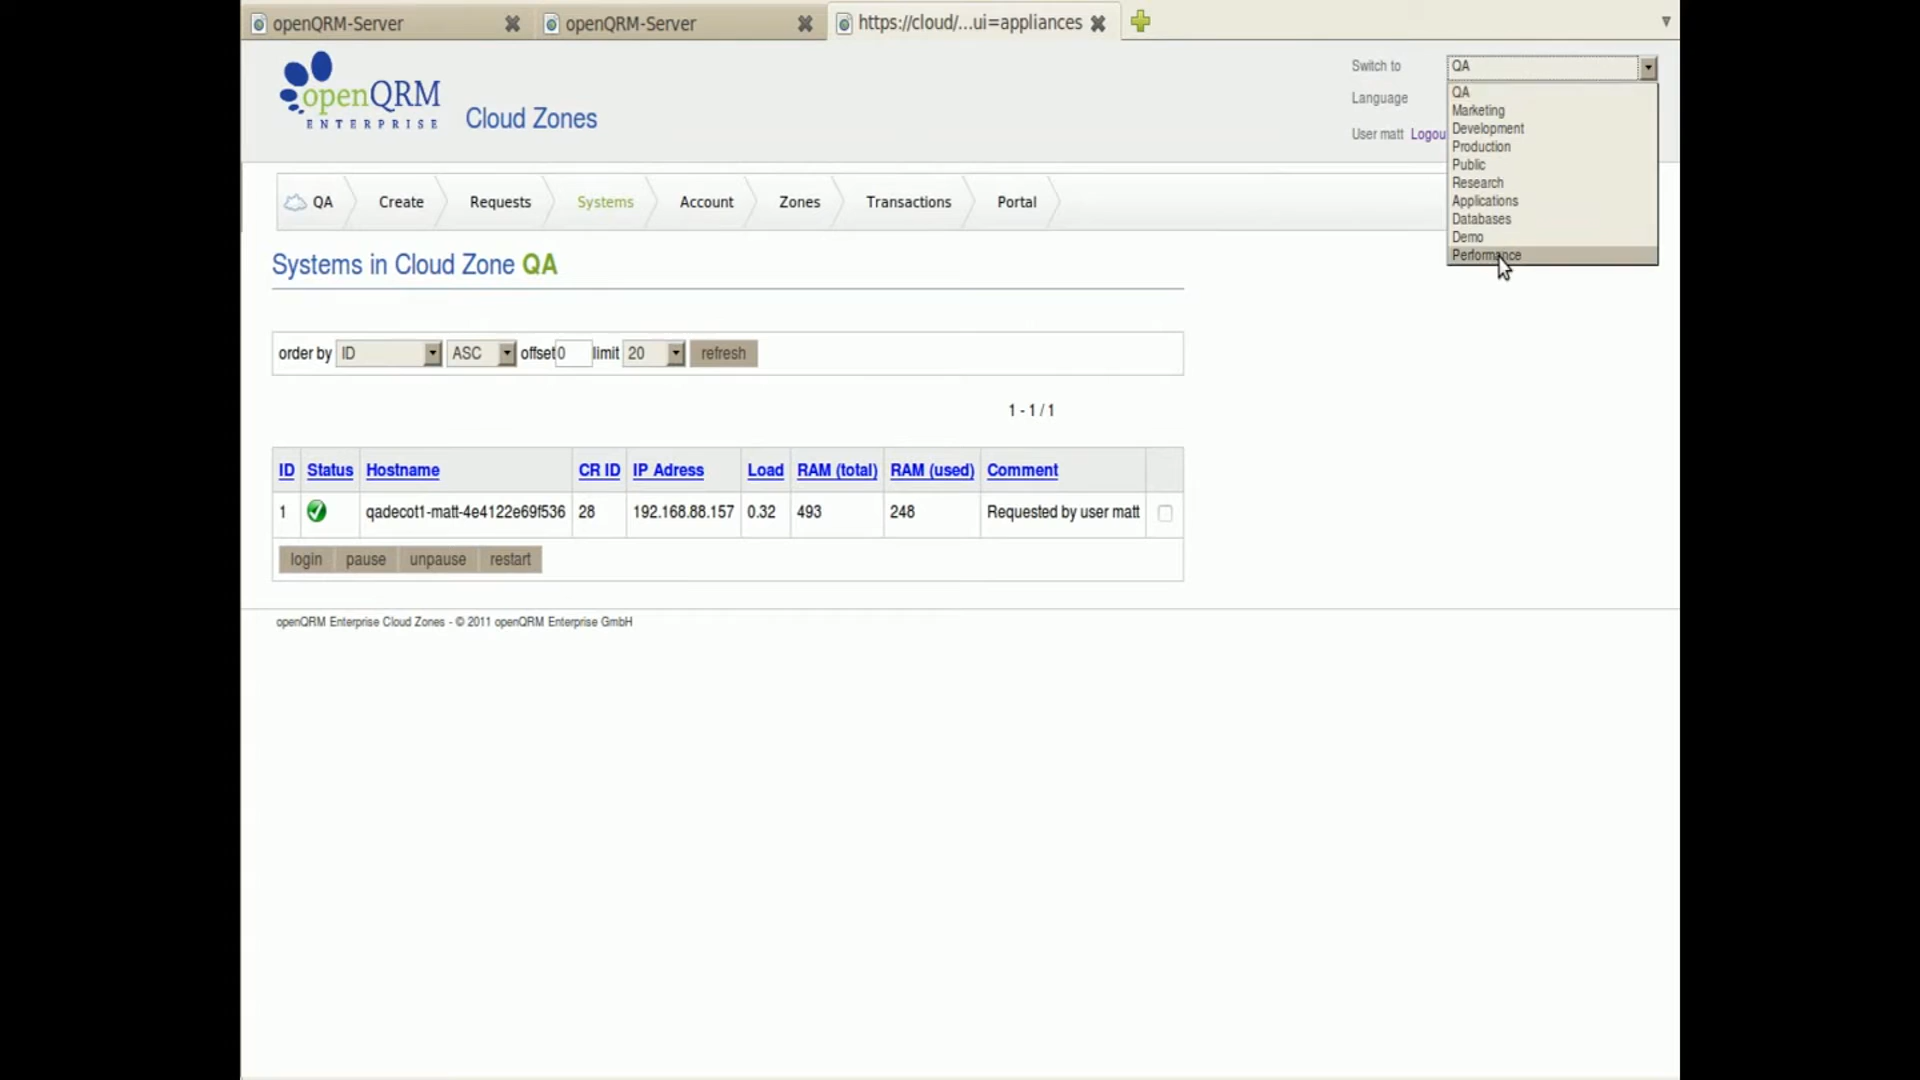 openQRM-Server openQRM-Server https://cloud/...ui=appliances
openQRM
ENTERPRISE
Cloud Zones
Switch to QA
Language
User matt Logou
QA
Marketing
Development
Production
Public
Research
Applications
Databases
Demo
Performance
QA Create Requests Systems Account Zones Transactions Portal
Systems in Cloud Zone QA
order by ID ASC offset 0 limit 20 refresh
1 - 1 / 1
ID Status Hostname CR ID IP Adress Load RAM (total) RAM (used) Comment
1 qadecot1-matt-4e4122e69f536 28 192.168.88.157 0.32 493 248 Requested by user matt
login pause unpause restart
openQRM Enterprise Cloud Zones - © 2011 openQRM Enterprise GmbH